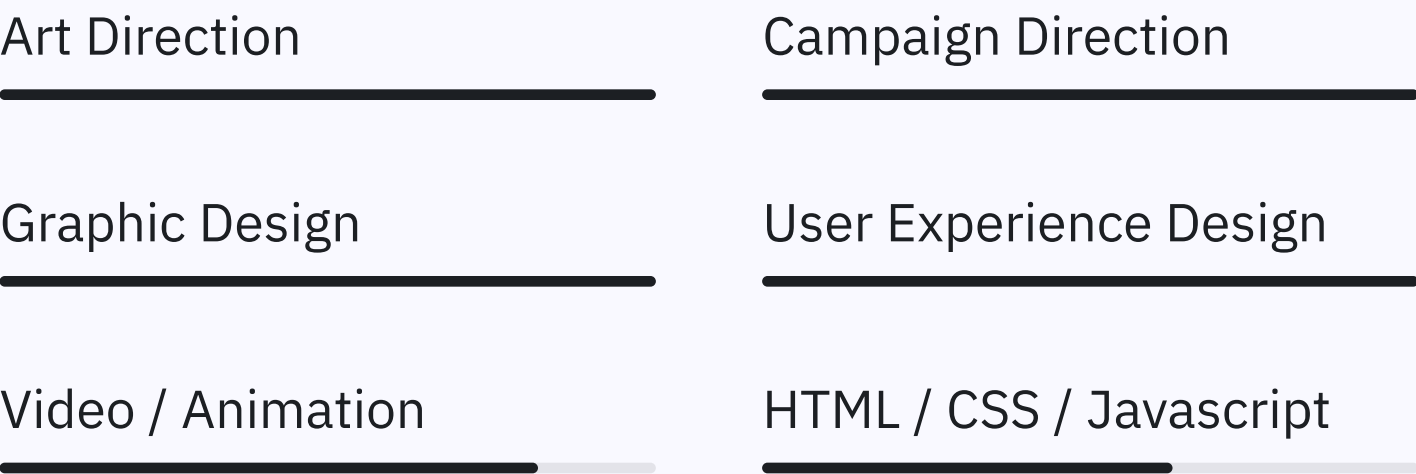 Art Direction
Campaign Direction
Graphic Design
User Experience Design
Video / Animation
HTML / CSS / Javascript